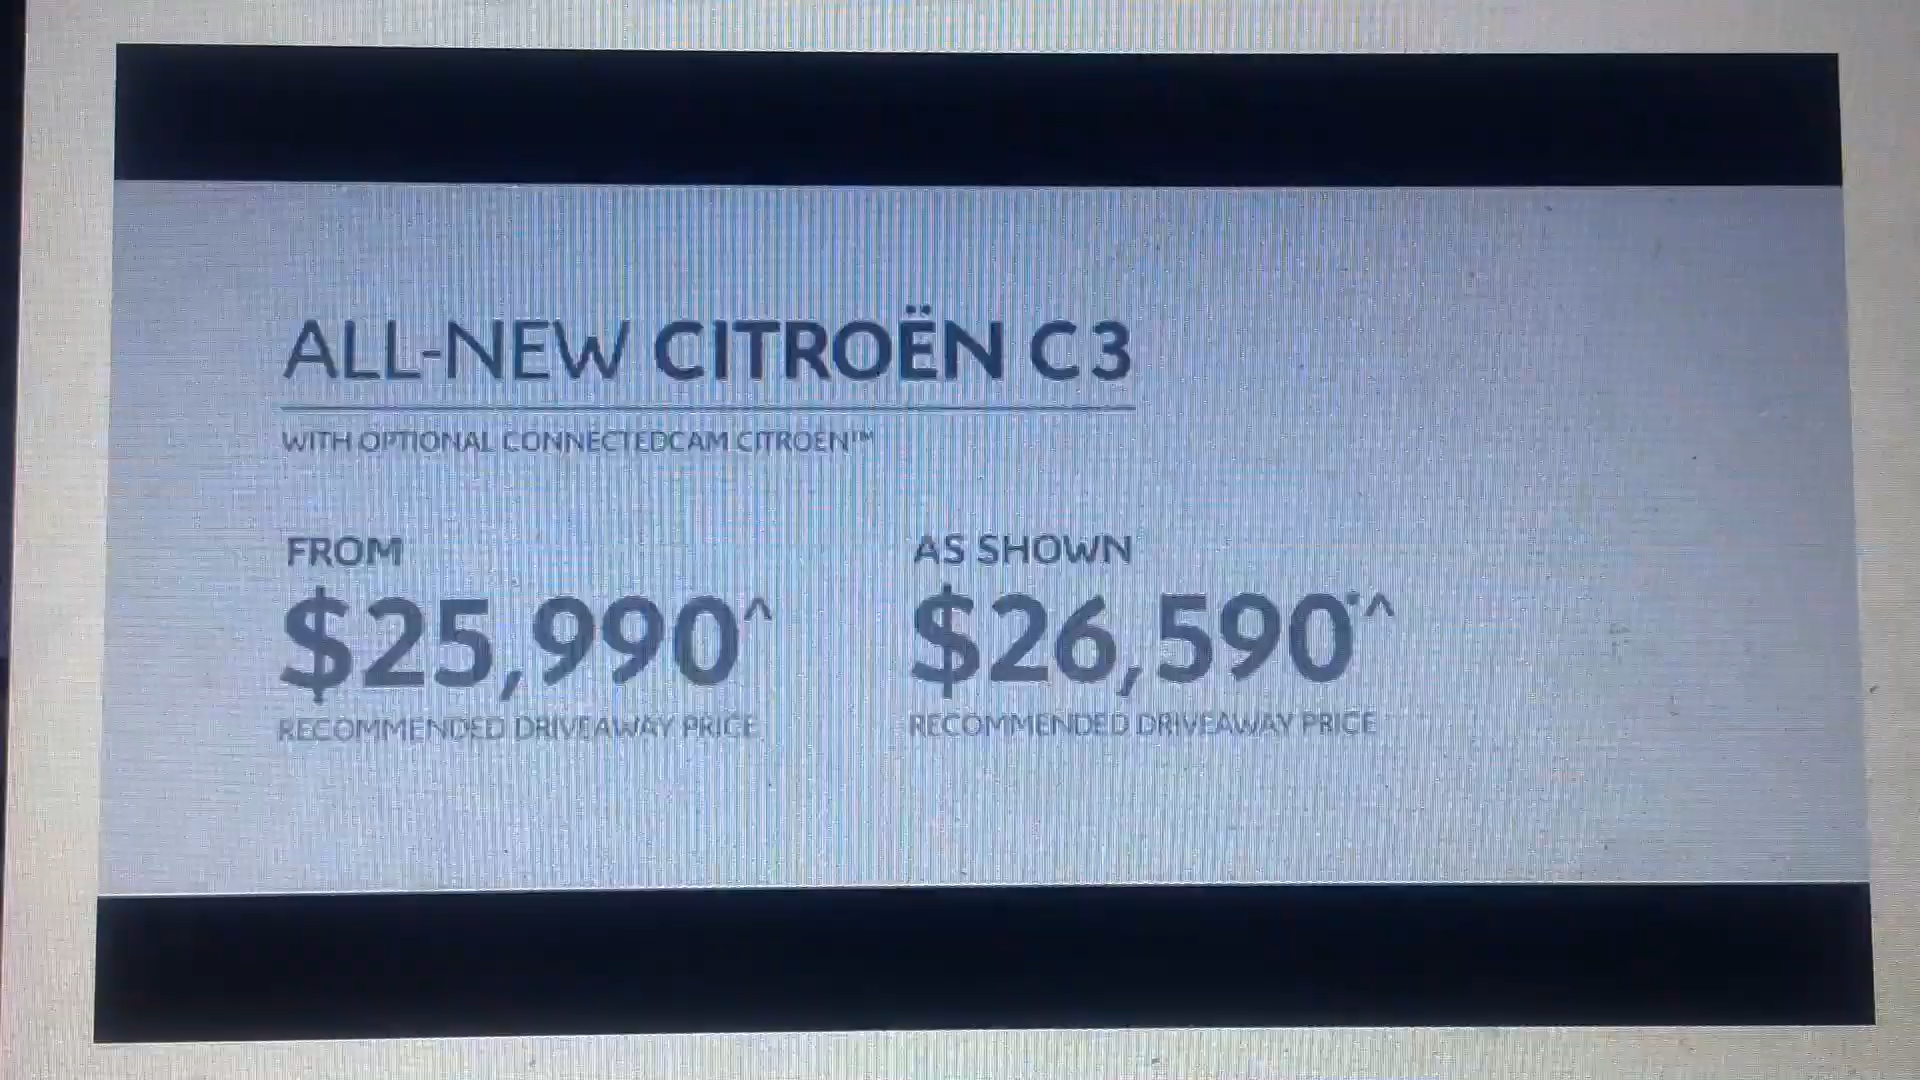 ALL-NEW CITROËN C3
WITH OPTIONAL CONNECTEDCAM CITROËN™
FROM
$25,990^
RECOMMENDED DRIVEAWAY PRICE
AS SHOWN
$26,590*^
RECOMMENDED DRIVEAWAY PRICE